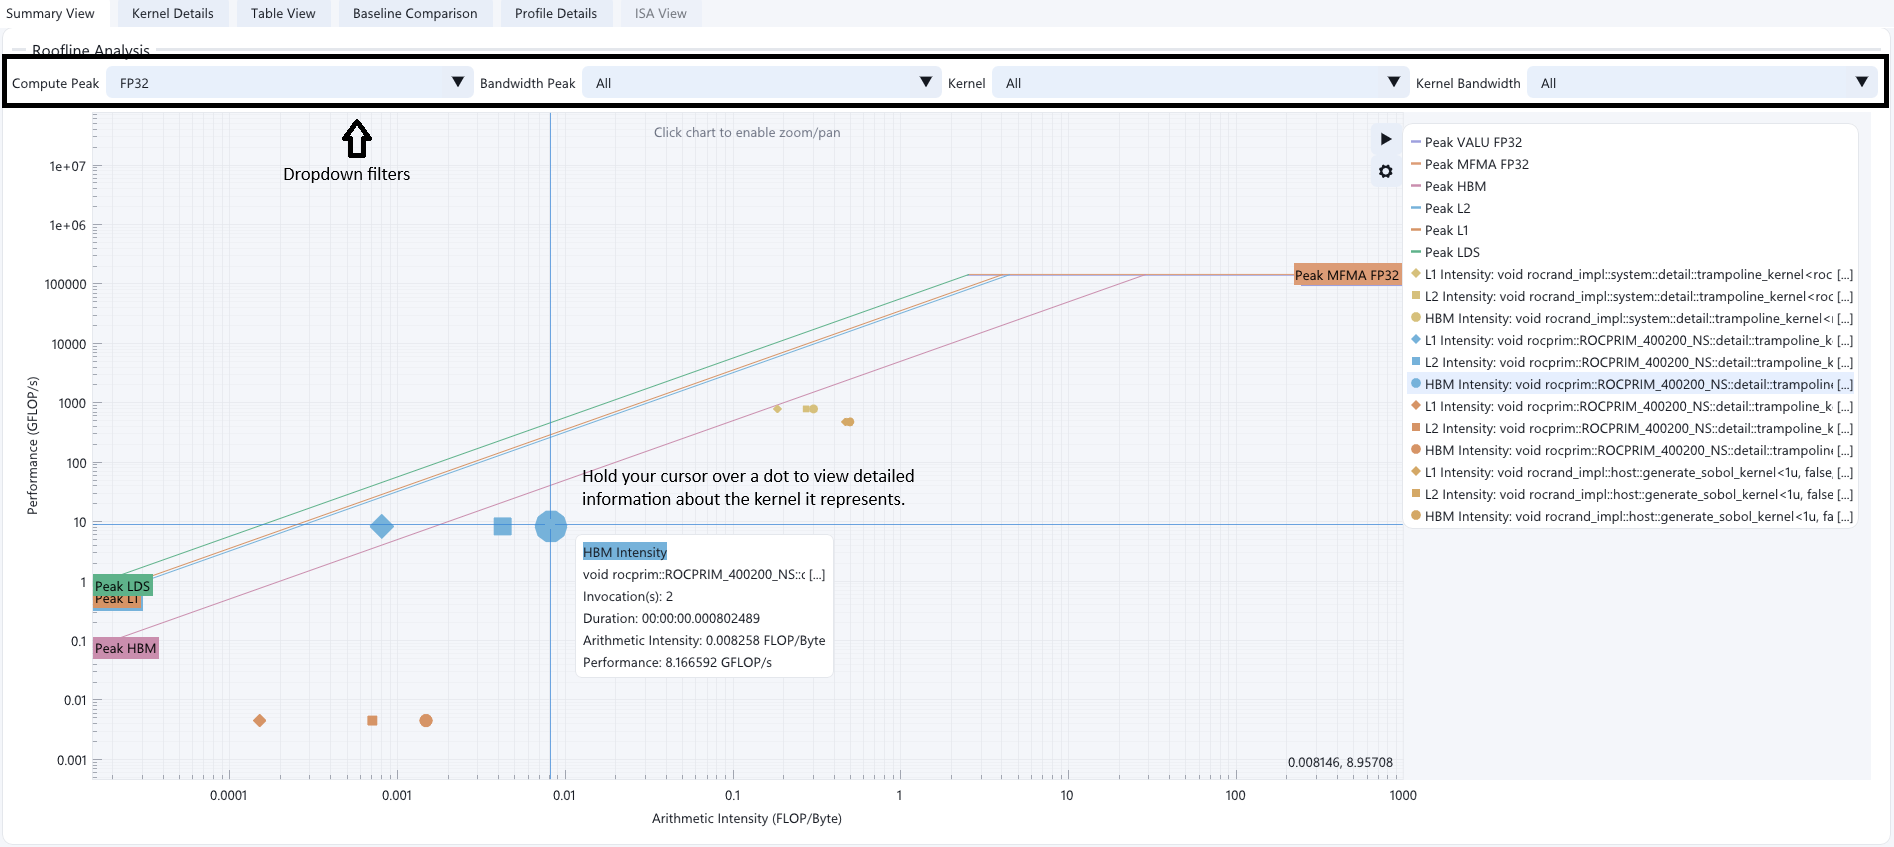 Summary View
Kernel Details
Table View
Baseline Comparison
Profile Details
ISA View
Roofline Analysis
Compute Peak
FP32
Bandwidth Peak
All
Kernel
All
Kernel Bandwidth
All
Click chart to enable zoom/pan
Dropdown filters
1e+07
1e+06
100000
10000
1000
100
10
1
0.1
0.01
0.001
Performance (GFLOP/s)
Peak MFMA FP32
Hold your cursor over a dot to view detailed
information about the kernel it represents.
Peak LDS
Peak L1
Peak HBM
HBM Intensity
void rocprim::ROCPRIM_400200_NS::c [...]
Invocation(s): 2
Duration: 00:00:00.000802489
Arithmetic Intensity: 0.008258 FLOP/Byte
Performance: 8.166592 GFLOP/s
0.008146, 8.95708
0.0001
0.001
0.01
0.1
1
10
100
1000
Arithmetic Intensity (FLOP/Byte)
Peak VALU FP32
Peak MFMA FP32
Peak HBM
Peak L2
Peak L1
Peak LDS
L1 Intensity: void rocrand_impl::system::detail::trampoline_kernel<roc [...]
L2 Intensity: void rocrand_impl::system::detail::trampoline_kernel<roc [...]
HBM Intensity: void rocrand_impl::system::detail::trampoline_kernel< [...]
L1 Intensity: void rocprim::ROCPRIM_400200_NS::detail::trampoline_k [...]
L2 Intensity: void rocprim::ROCPRIM_400200_NS::detail::trampoline_k [...]
HBM Intensity: void rocprim::ROCPRIM_400200_NS::detail::trampoline [...]
L1 Intensity: void rocprim::ROCPRIM_400200_NS::detail::trampoline_k [...]
L2 Intensity: void rocprim::ROCPRIM_400200_NS::detail::trampoline_k [...]
HBM Intensity: void rocprim::ROCPRIM_400200_NS::detail::trampoline [...]
L1 Intensity: void rocrand_impl::host::generate_sobol_kernel<1u, false, [...]
L2 Intensity: void rocrand_impl::host::generate_sobol_kernel<1u, false [...]
HBM Intensity: void rocrand_impl::host::generate_sobol_kernel<1u, fa [...]